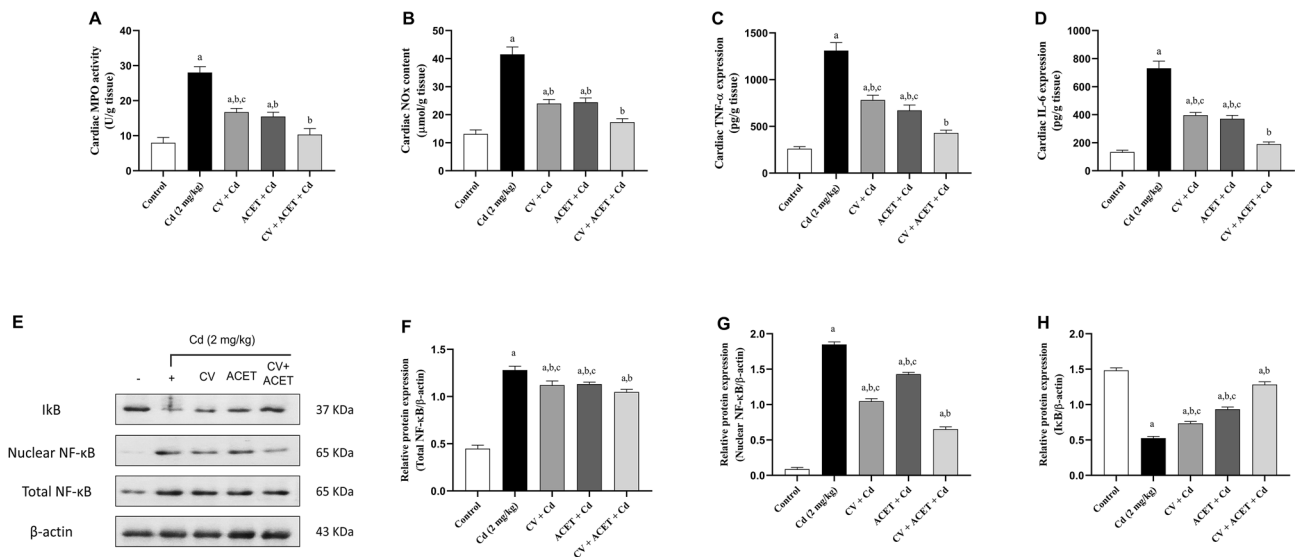 A
Cardiac MPO activity
(U/g tissue)
40
30
20
10
0
a
a,b,c
a,b
b
Control
Cd (2 mg/kg)
CV + Cd
ACET + Cd
CV + ACET + Cd
B
Cardiac NOx content
(μmol/g tissue)
50
40
30
20
10
0
a
a,b
a,b
b
Control
Cd (2 mg/kg)
CV + Cd
ACET + Cd
CV + ACET + Cd
C
Cardiac TNF-α expression
(pg/g tissue)
1500
1000
500
0
a
a,b,c
a,b,c
b
Control
Cd (2 mg/kg)
CV + Cd
ACET + Cd
CV + ACET + Cd
D
Cardiac IL-6 expression
(pg/g tissue)
1000
800
600
400
200
0
a
a,b,c
a,b,c
b
Control
Cd (2 mg/kg)
CV + Cd
ACET + Cd
CV + ACET + Cd
E
Cd (2 mg/kg)
- + CV ACET CV+
ACET
IkB 37 KDa
Nuclear NF-κB 65 KDa
Total NF-κB 65 KDa
β-actin 43 KDa
F
Relative protein expression
(Total NF-κB/β-actin)
1.5
1.0
0.5
0.0
a
a,b,c
a,b,c
a,b
Control
Cd (2 mg/kg)
CV + Cd
ACET + Cd
CV + ACET + Cd
G
Relative protein expression
(Nuclear NF-κB/β-actin)
2.0
1.5
1.0
0.5
0.0
a
a,b,c
a,b,c
a,b
Control
Cd (2 mg/kg)
CV + Cd
ACET + Cd
CV + ACET + Cd
H
Relative protein expression
(IκB/β-actin)
2.0
1.5
1.0
0.5
0.0
a
a,b,c
a,b,c
a,b
Control
Cd (2 mg/kg)
CV + Cd
ACET + Cd
CV + ACET + Cd